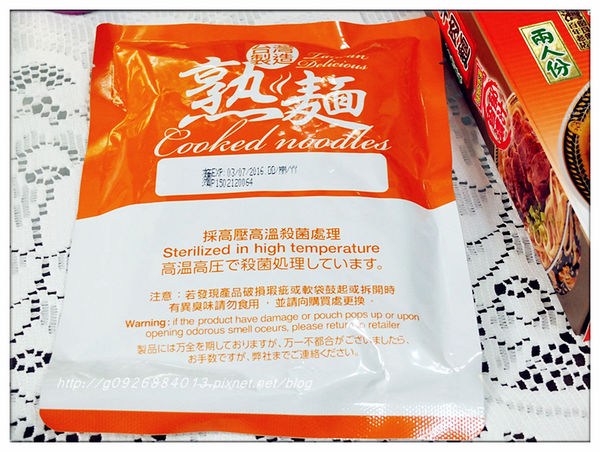 台灣
製造
Taiwan
Delicious
熟麵
Cooked noodles
EXP 03/07/2016 DD/MM/YY
P1502120064
採高壓高溫殺菌處理
Sterilized in high temperature
高温高圧で殺菌処理しています。
注意：若發現產品破損瑕疵或軟袋鼓起或拆開時
有異臭味請勿食用，並請向購買處更換。
Warning: if the product have damage or pouch pops up or upon
opening odorous smell oceurs, please return in retailer
製品には万全を期しておりますが、万一不都合がございましたら、
お手数ですが、弊社までご連絡ください。
http://g0926884013.pixnet.net/blog
兩人份